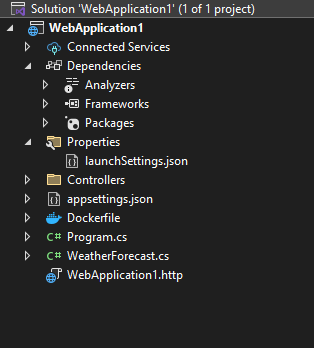 Solution 'WebApplication1' (1 of 1 project)
WebApplication1
Connected Services
Dependencies
Analyzers
Frameworks
Packages
Properties
launchSettings.json
Controllers
appsettings.json
Dockerfile
C# Program.cs
C# WeatherForecast.cs
WebApplication1.http